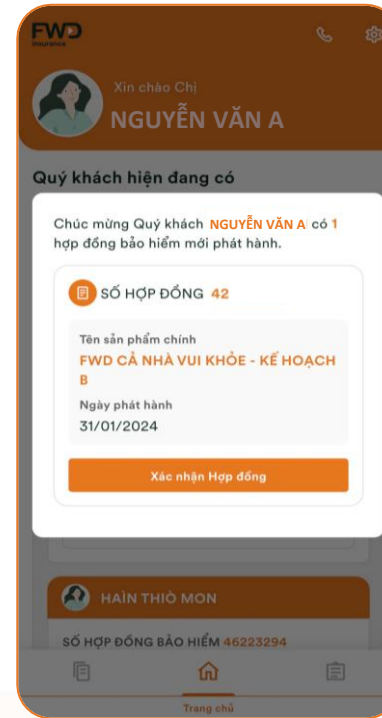 FWD
Insurance
Xin chào Chị
NGUYỄN VĂN A
Quý khách hiện đang có
Chúc mừng Quý khách NGUYỄN VĂN A có 1
hợp đồng bảo hiểm mới phát hành.
SỐ HỢP ĐỒNG 42
Tên sản phẩm chính
FWD CẢ NHÀ VUI KHỎE - KẾ HOẠCH
B
Ngày phát hành
31/01/2024
Xác nhận Hợp đồng
HAÌN THIÒ MON
SỐ HỢP ĐỒNG BẢO HIỂM 46223294
Trang chủ